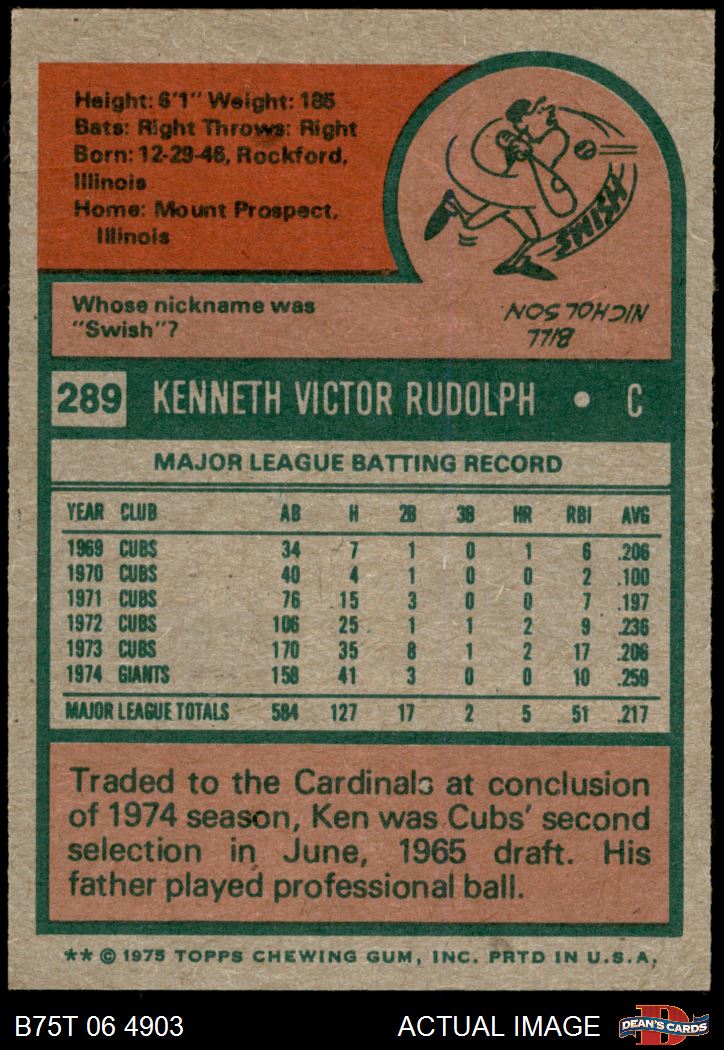 Height: 6'1" Weight: 185
Bats: Right Throws: Right
Born: 12-29-46, Rockford,
Illinois
Home: Mount Prospect,
Illinois
SWISH
Whose nickname was
"Swish"?
BILL
NICHOLSON
289 KENNETH VICTOR RUDOLPH • C
MAJOR LEAGUE BATTING RECORD
YEAR CLUB AB H 2B 3B HR RBI AVG
1969 CUBS 34 7 1 0 1 6 .206
1970 CUBS 40 4 1 0 0 2 .100
1971 CUBS 76 15 3 0 0 7 .197
1972 CUBS 106 25 1 1 2 9 .236
1973 CUBS 170 35 8 1 2 17 .206
1974 GIANTS 158 41 3 0 0 10 .259
MAJOR LEAGUE TOTALS 584 127 17 2 5 51 .217
Traded to the Cardinals at conclusion
of 1974 season, Ken was Cubs' second
selection in June, 1965 draft. His
father played professional ball.
** © 1975 TOPPS CHEWING GUM, INC. PRTD IN U.S.A.
B75T 06 4903 ACTUAL IMAGE D DEAN'S CARDS